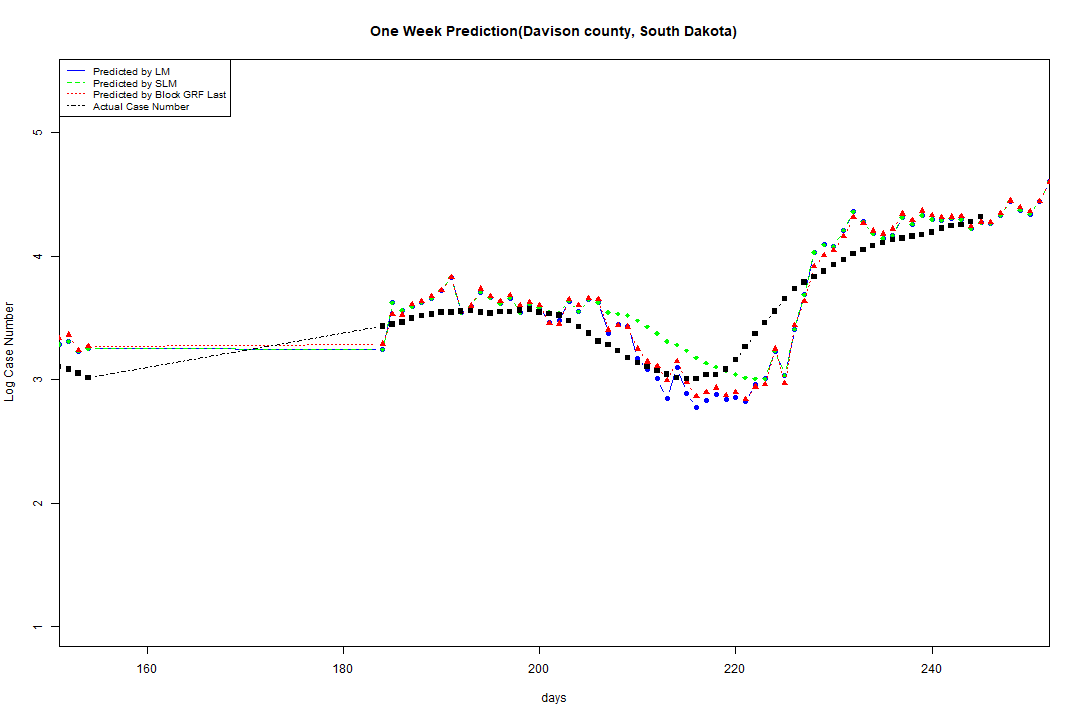 One Week Prediction(Davison county, South Dakota)
Predicted by LM
Predicted by SLM
Predicted by Block GRF Last
Actual Case Number
5
4
3
2
1
Log Case Number
160 180 200 220 240
days